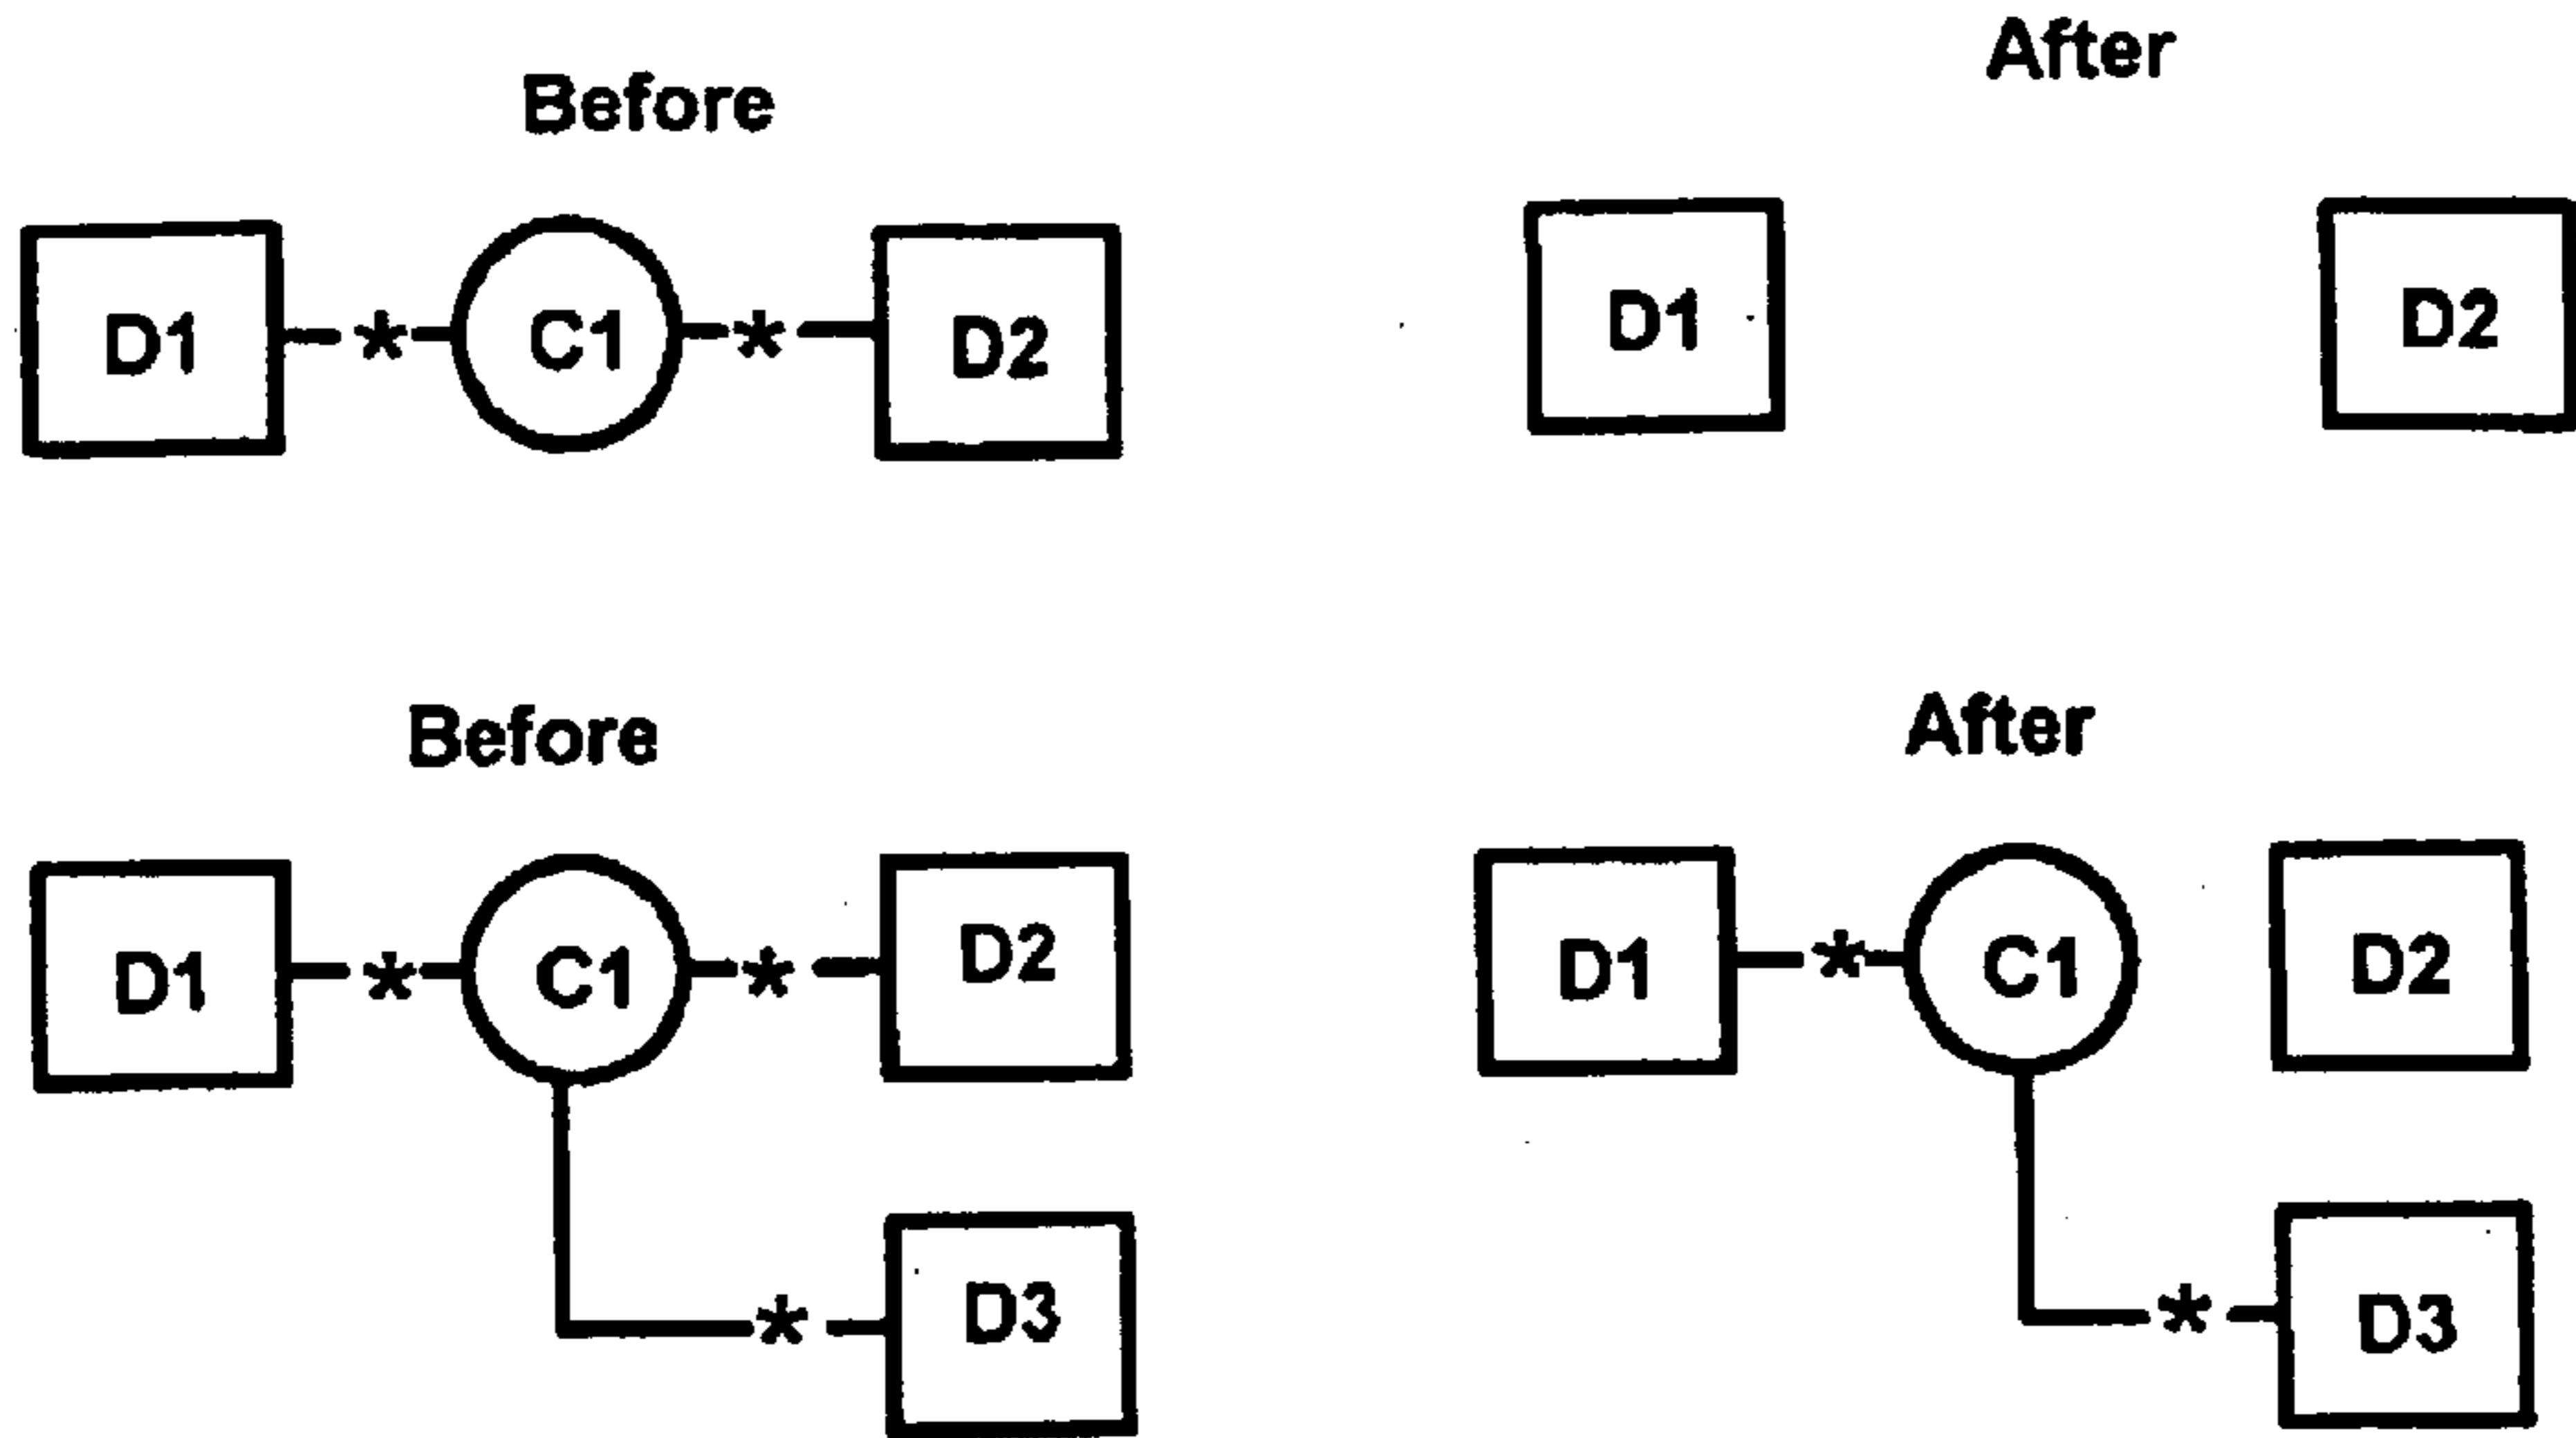 Before
After
D1 * C1 * D2
D1 D2
Before
After
D1 * C1 * D2
* D3
D1 * C1 D2
* D3